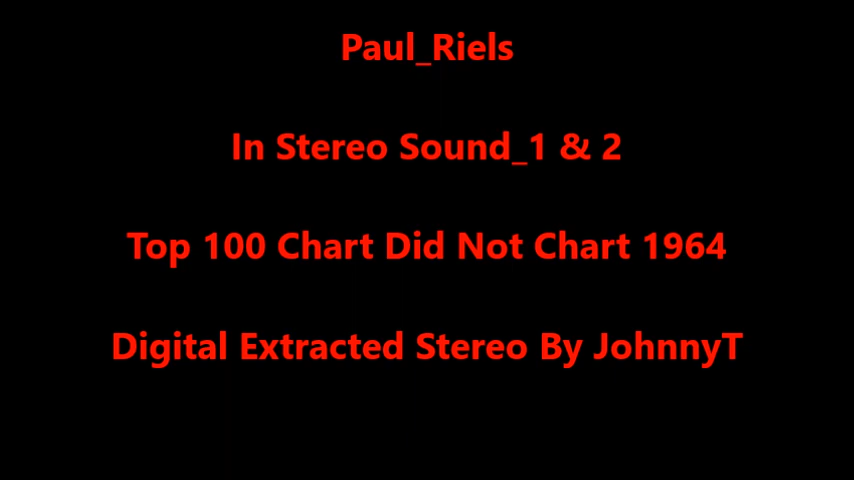 Paul_Riels
In Stereo Sound_1 & 2
Top 100 Chart Did Not Chart 1964
Digital Extracted Stereo By JohnnyT